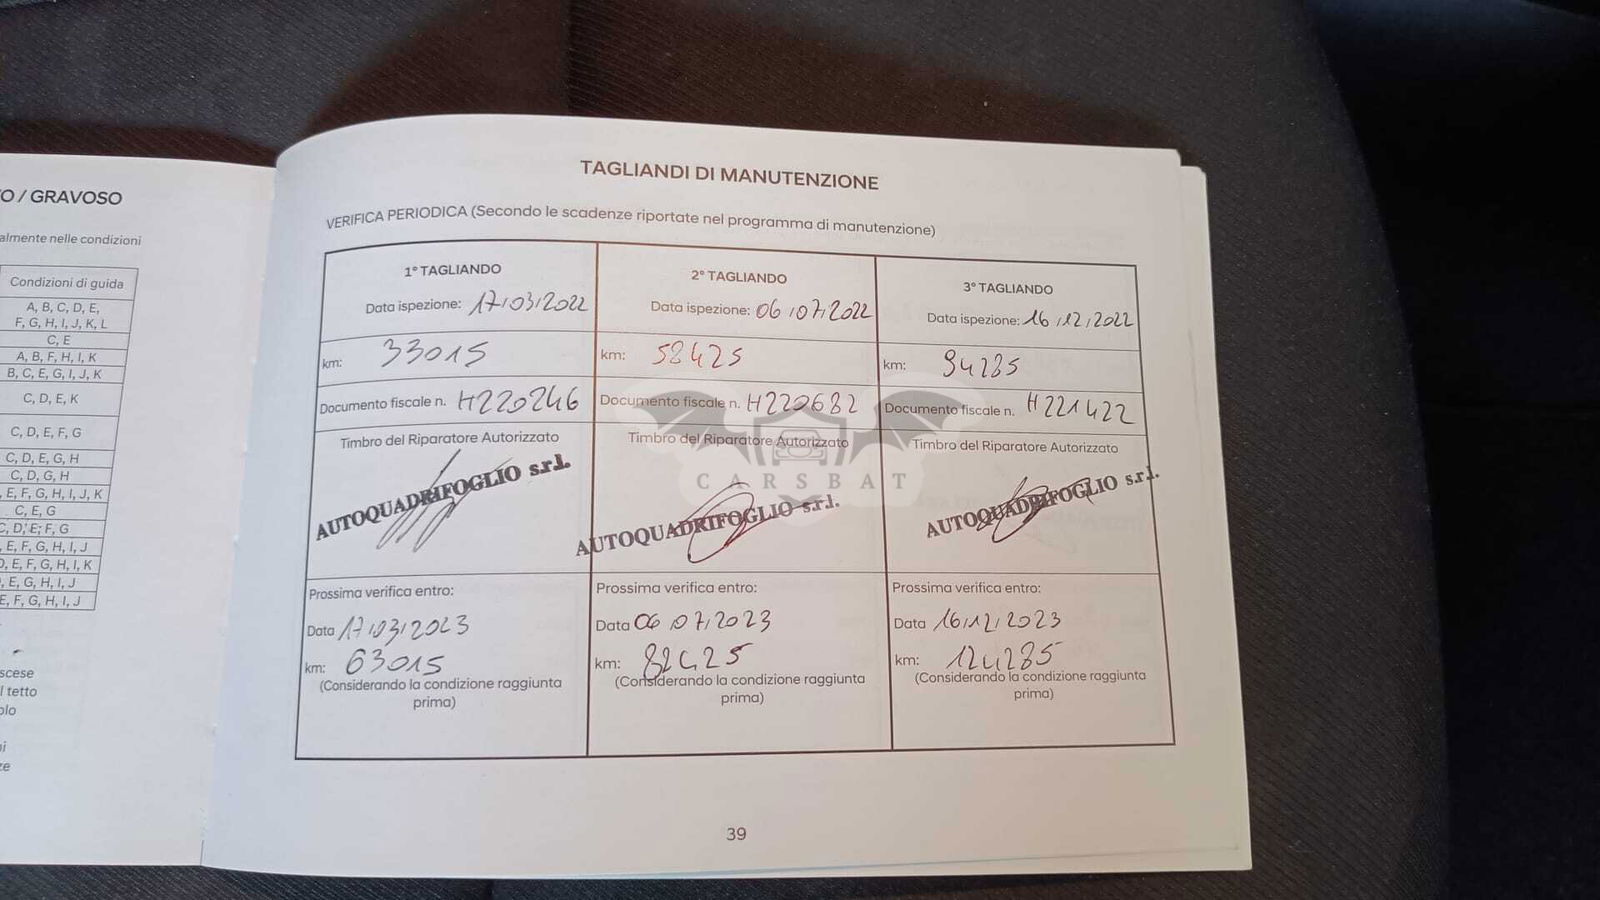 O / GRAVOSO
almente nelle condizioni
Condizioni di guida
A, B, C, D, E,
F, G, H, I, J, K, L
C, E
A, B, F, H, I, K
B, C, E, G, I, J, K
C, D, E, K
C, D, E, F, G
C, D, E, G, H
C, D, G, H
, E, F, G, H, I, J, K
C, E, G
C, D, E, F, G
, E, F, G, H, I, J
D, E, F, G, H, I, K
, E, G, H, I, J
E, F, G, H, I, J
scese
l tetto
olo
ni
ze
TAGLIANDI DI MANUTENZIONE
VERIFICA PERIODICA (Secondo le scadenze riportate nel programma di manutenzione)
1° TAGLIANDO
Data ispezione: 17/03/2022
km: 33015
Documento fiscale n. H220246
Timbro del Riparatore Autorizzato
AUTOQUADRIFOGLIO s.r.l.
Prossima verifica entro:
Data 17/03/2023
km: 63015
(Considerando la condizione raggiunta
prima)
2° TAGLIANDO
Data ispezione: 06/07/2022
km: 58425
Documento fiscale n. H220682
Timbro del Riparatore Autorizzato
AUTOQUADRIFOGLIO s.r.l.
Prossima verifica entro:
Data 06/07/2023
km: 82425
(Considerando la condizione raggiunta
prima)
3° TAGLIANDO
Data ispezione: 16/12/2022
km: 94285
Documento fiscale n. H221422
Timbro del Riparatore Autorizzato
AUTOQUADRIFOGLIO s.r.l.
Prossima verifica entro:
Data 16/12/2023
km: 124285
(Considerando la condizione raggiunta
prima)
CARSBAT
39